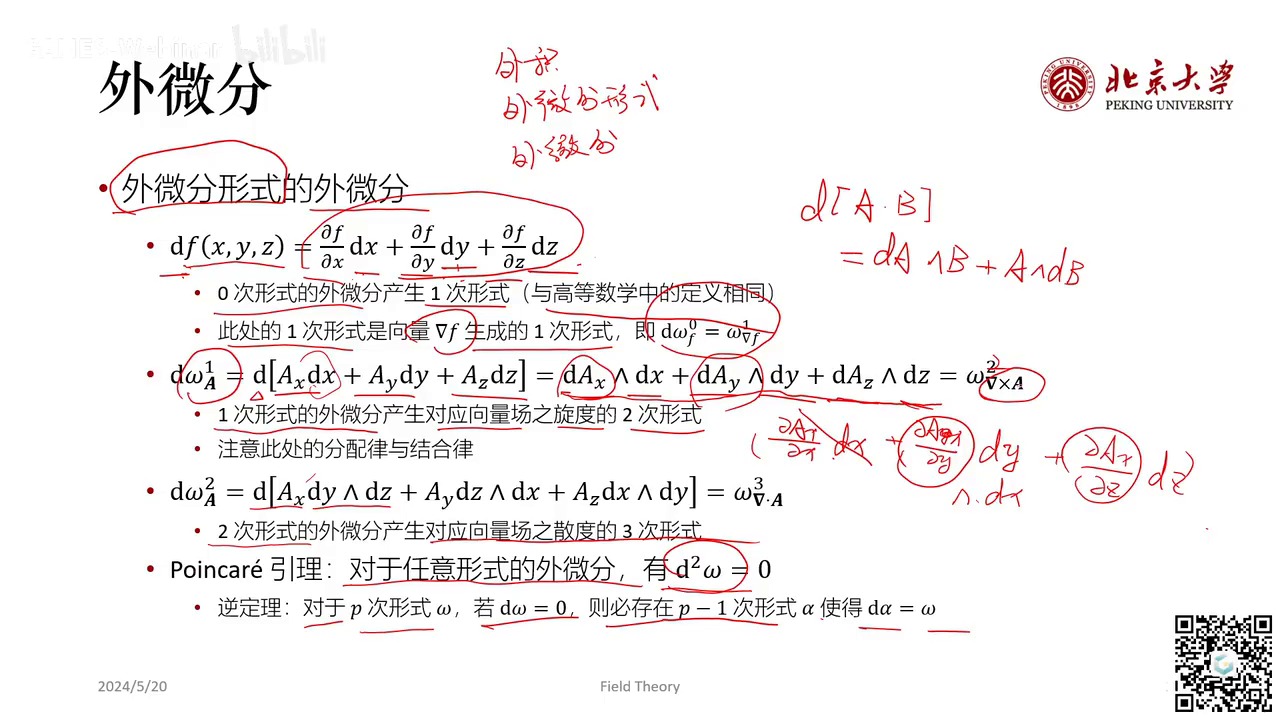 bilibili
外微分
北京大学
PEKING UNIVERSITY
外积
外微分形式
外微分
• 外微分形式的外微分
d[A·B]
= dA∧B + A∧dB
• df(x, y, z) = ∂f/∂x dx + ∂f/∂y dy + ∂f/∂z dz
• 0 次形式的外微分产生 1 次形式（与高等数学中的定义相同）
• 此处的 1 次形式是向量 ∇f 生成的 1 次形式，即 dω⁰_f = ω¹_∇f
• dω¹_A = d[A_x dx + A_y dy + A_z dz] = dA_x ∧ dx + dA_y ∧ dy + dA_z ∧ dz = ω²_∇×A
• 1 次形式的外微分产生对应向量场之旋度的 2 次形式
(∂A_x/∂x dx + ∂A_x/∂y dy + ∂A_x/∂z dz
∧ dx
• 注意此处的分配律与结合律
• dω²_A = d[A_x dy ∧ dz + A_y dz ∧ dx + A_z dx ∧ dy] = ω³_∇·A
• 2 次形式的外微分产生对应向量场之散度的 3 次形式
• Poincaré 引理：对于任意形式的外微分，有 d²ω = 0
• 逆定理：对于 p 次形式 ω，若 dω = 0，则必存在 p − 1 次形式 α 使得 dα = ω
2024/5/20
Field Theory